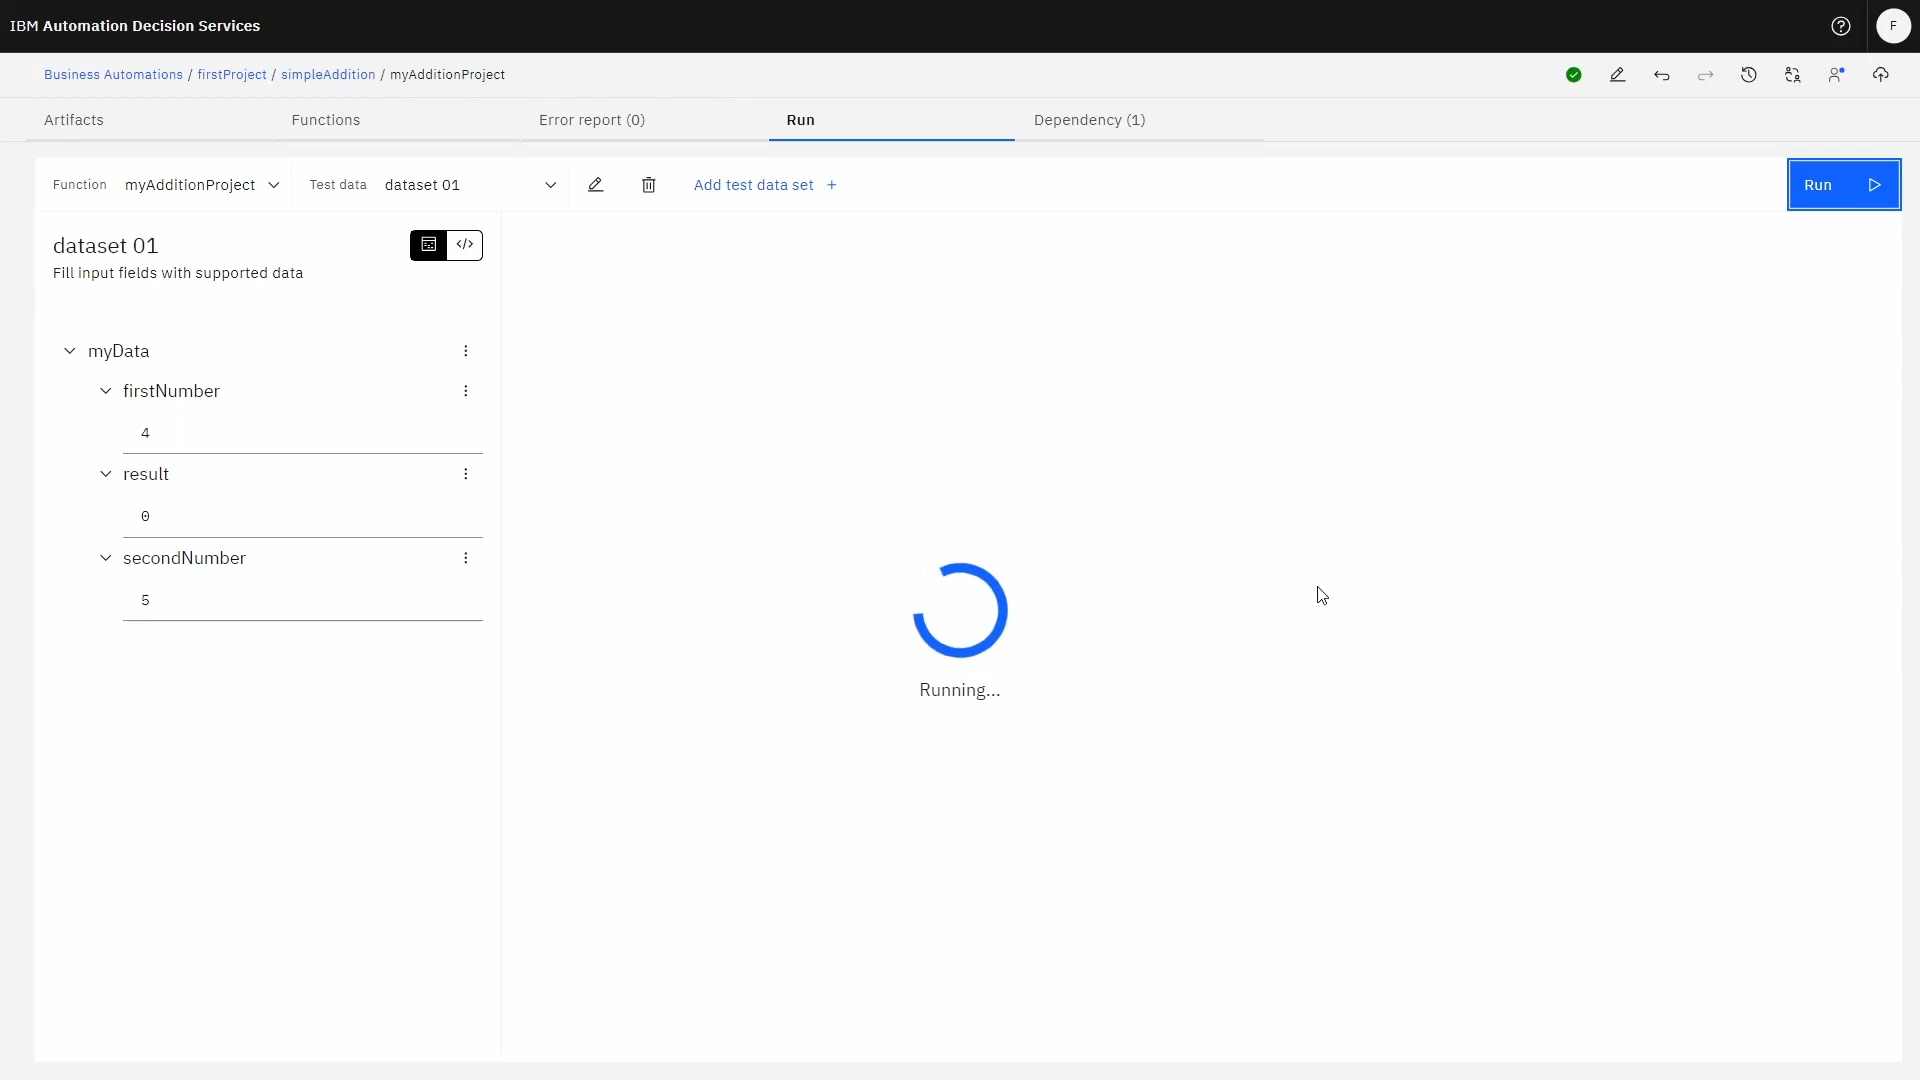 IBM Automation Decision Services
F
Business Automations / firstProject / simpleAddition / myAdditionProject
Artifacts
Functions
Error report (0)
Run
Dependency (1)
Function myAdditionProject
Test data dataset 01
Add test data set +
Run
dataset 01
</>
Fill input fields with supported data
myData
firstNumber
4
result
0
secondNumber
5
Running...